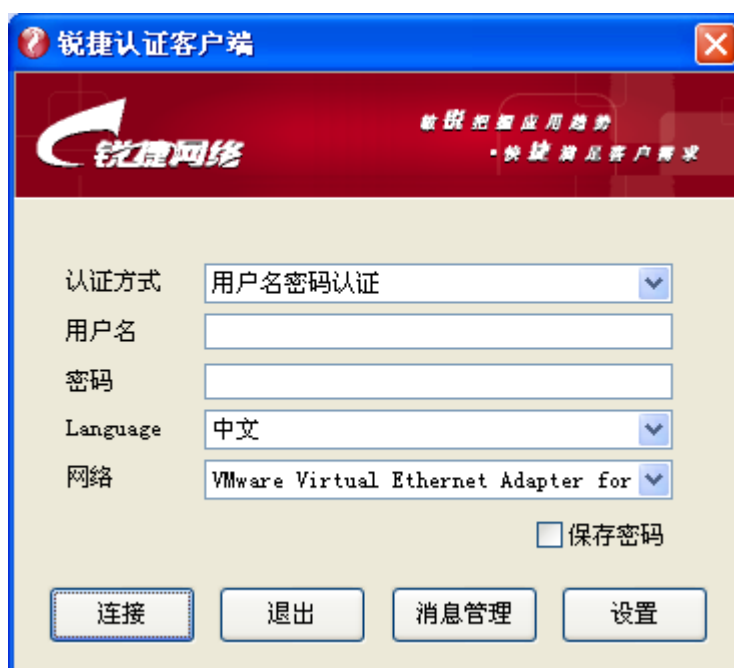 锐捷认证客户端
锐捷网络
敏锐把握应用趋势
·快捷满足客户需求
认证方式 用户名密码认证
用户名
密码
Language 中文
网络 VMware Virtual Ethernet Adapter for
保存密码
连接 退出 消息管理 设置